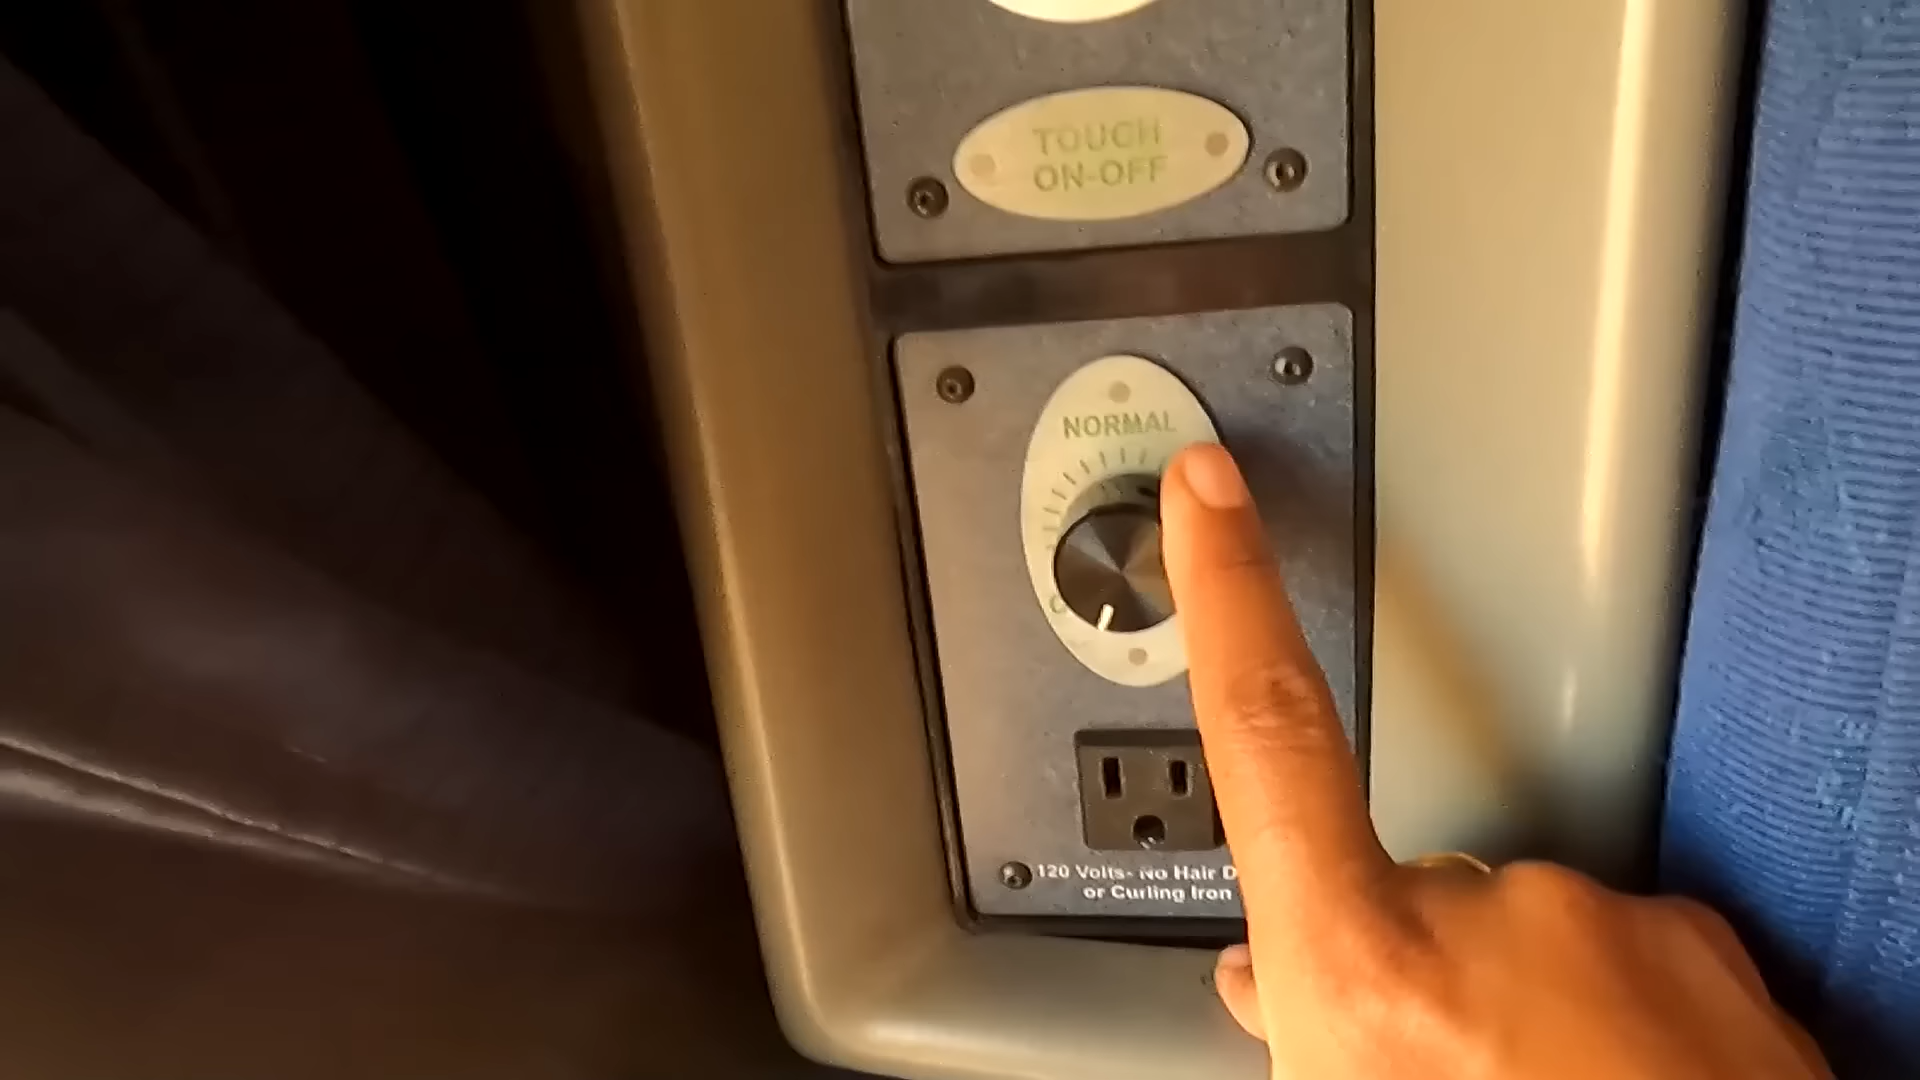 TOUCH
ON-OFF
NORMAL
120 Volts- No Hair
or Curling Iron